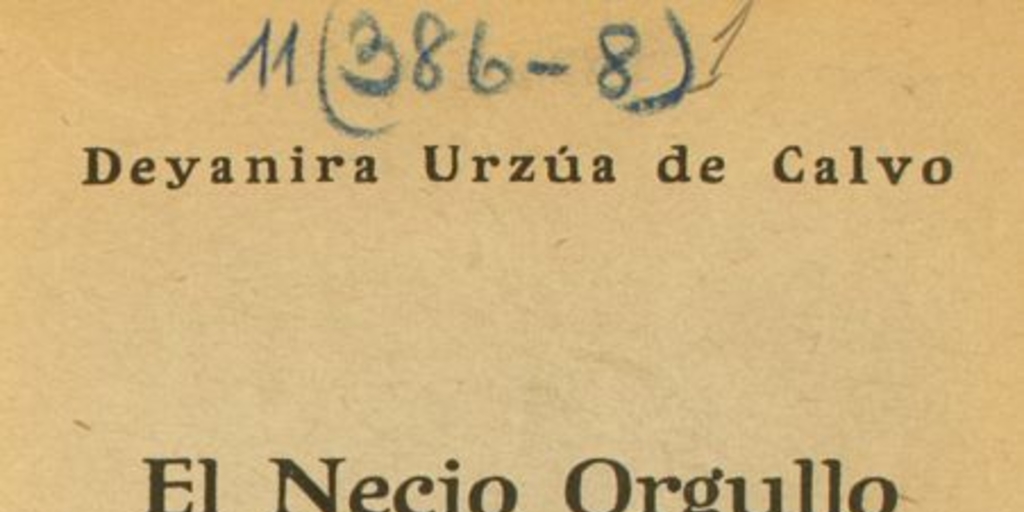 11(386-8)1
Deyanira Urzúa de Calvo
El Necio Orgullo